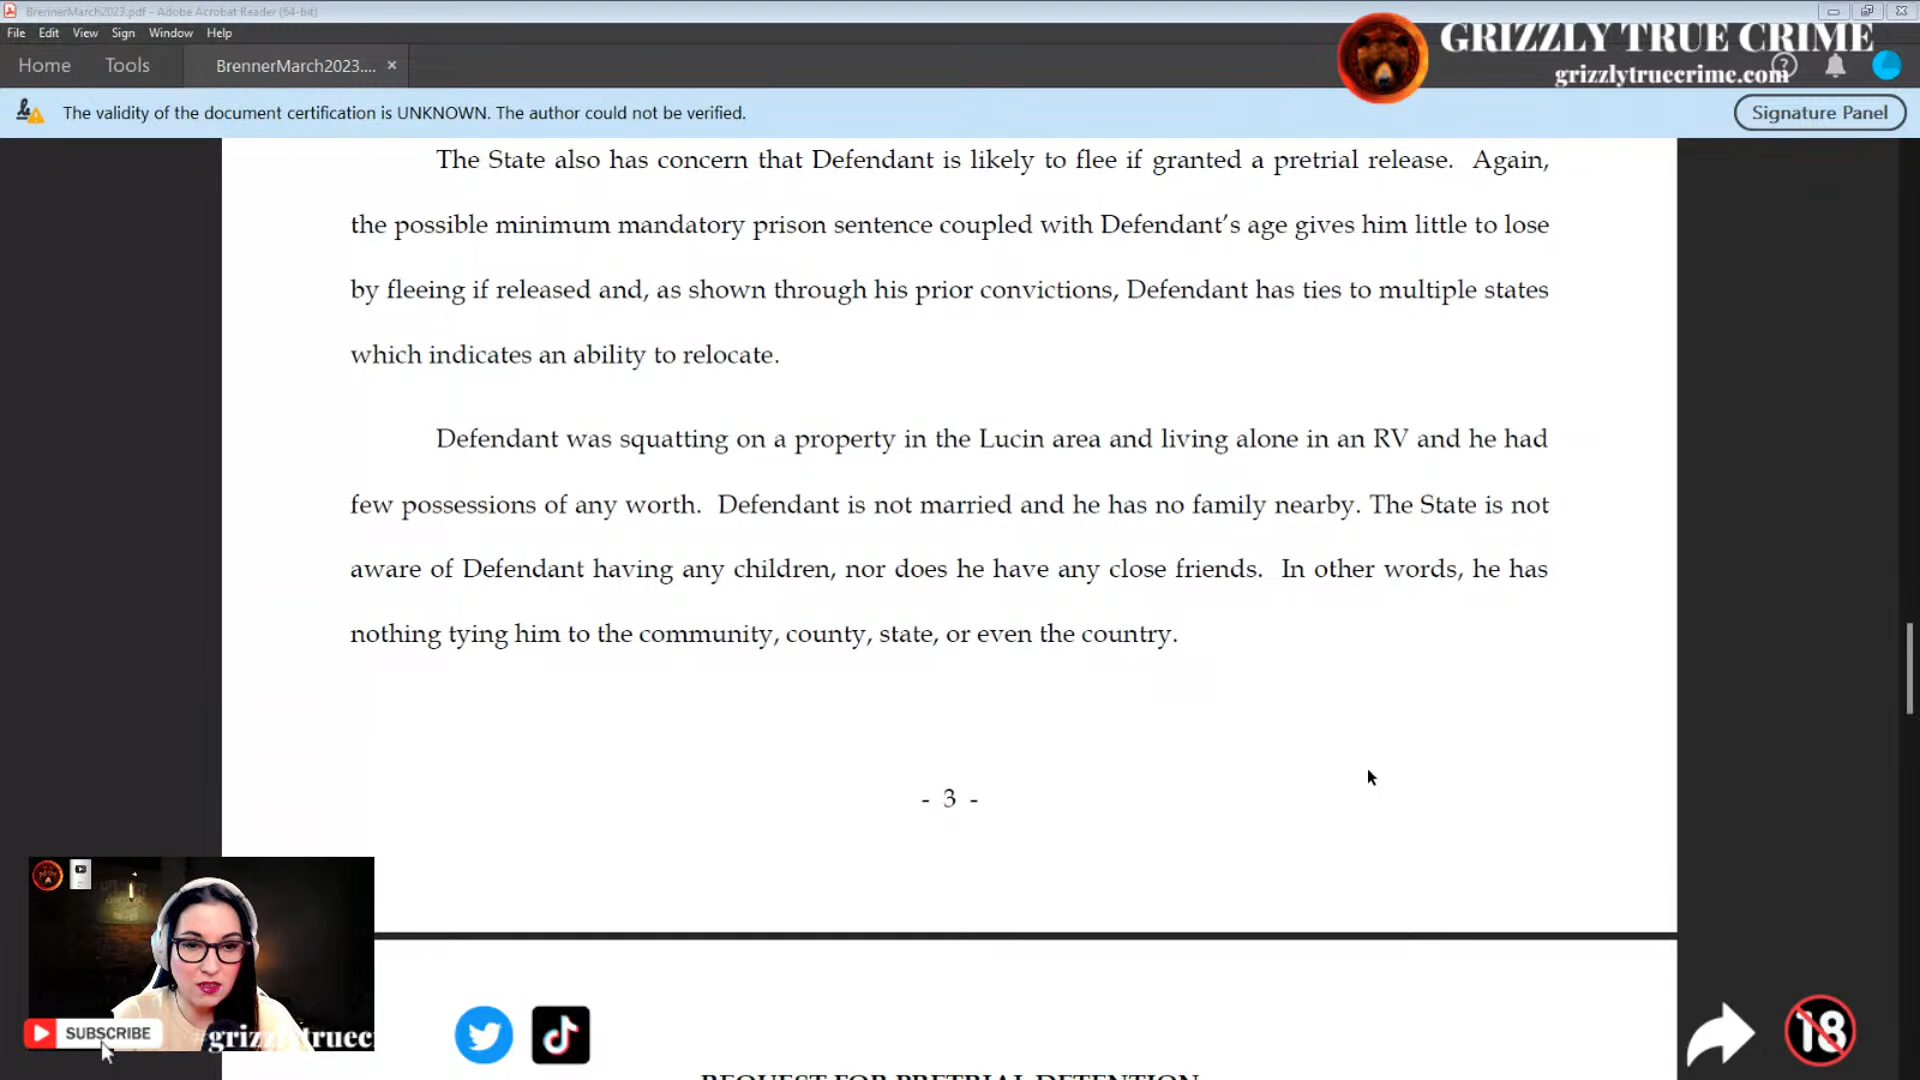 BrennerMarch2023.pdf - Adobe Acrobat Reader (64-bit)
File Edit View Sign Window Help
GRIZZLY TRUE CRIME
grizzlytruecrime.com
Home Tools BrennerMarch2023....
The validity of the document certification is UNKNOWN. The author could not be verified.
Signature Panel
The State also has concern that Defendant is likely to flee if granted a pretrial release. Again,
the possible minimum mandatory prison sentence coupled with Defendant's age gives him little to lose
by fleeing if released and, as shown through his prior convictions, Defendant has ties to multiple states
which indicates an ability to relocate.
Defendant was squatting on a property in the Lucin area and living alone in an RV and he had
few possessions of any worth. Defendant is not married and he has no family nearby. The State is not
aware of Defendant having any children, nor does he have any close friends. In other words, he has
nothing tying him to the community, county, state, or even the country.
- 3 -
SUBSCRIBE
18
REQUEST FOR PRETRIAL DETENTION